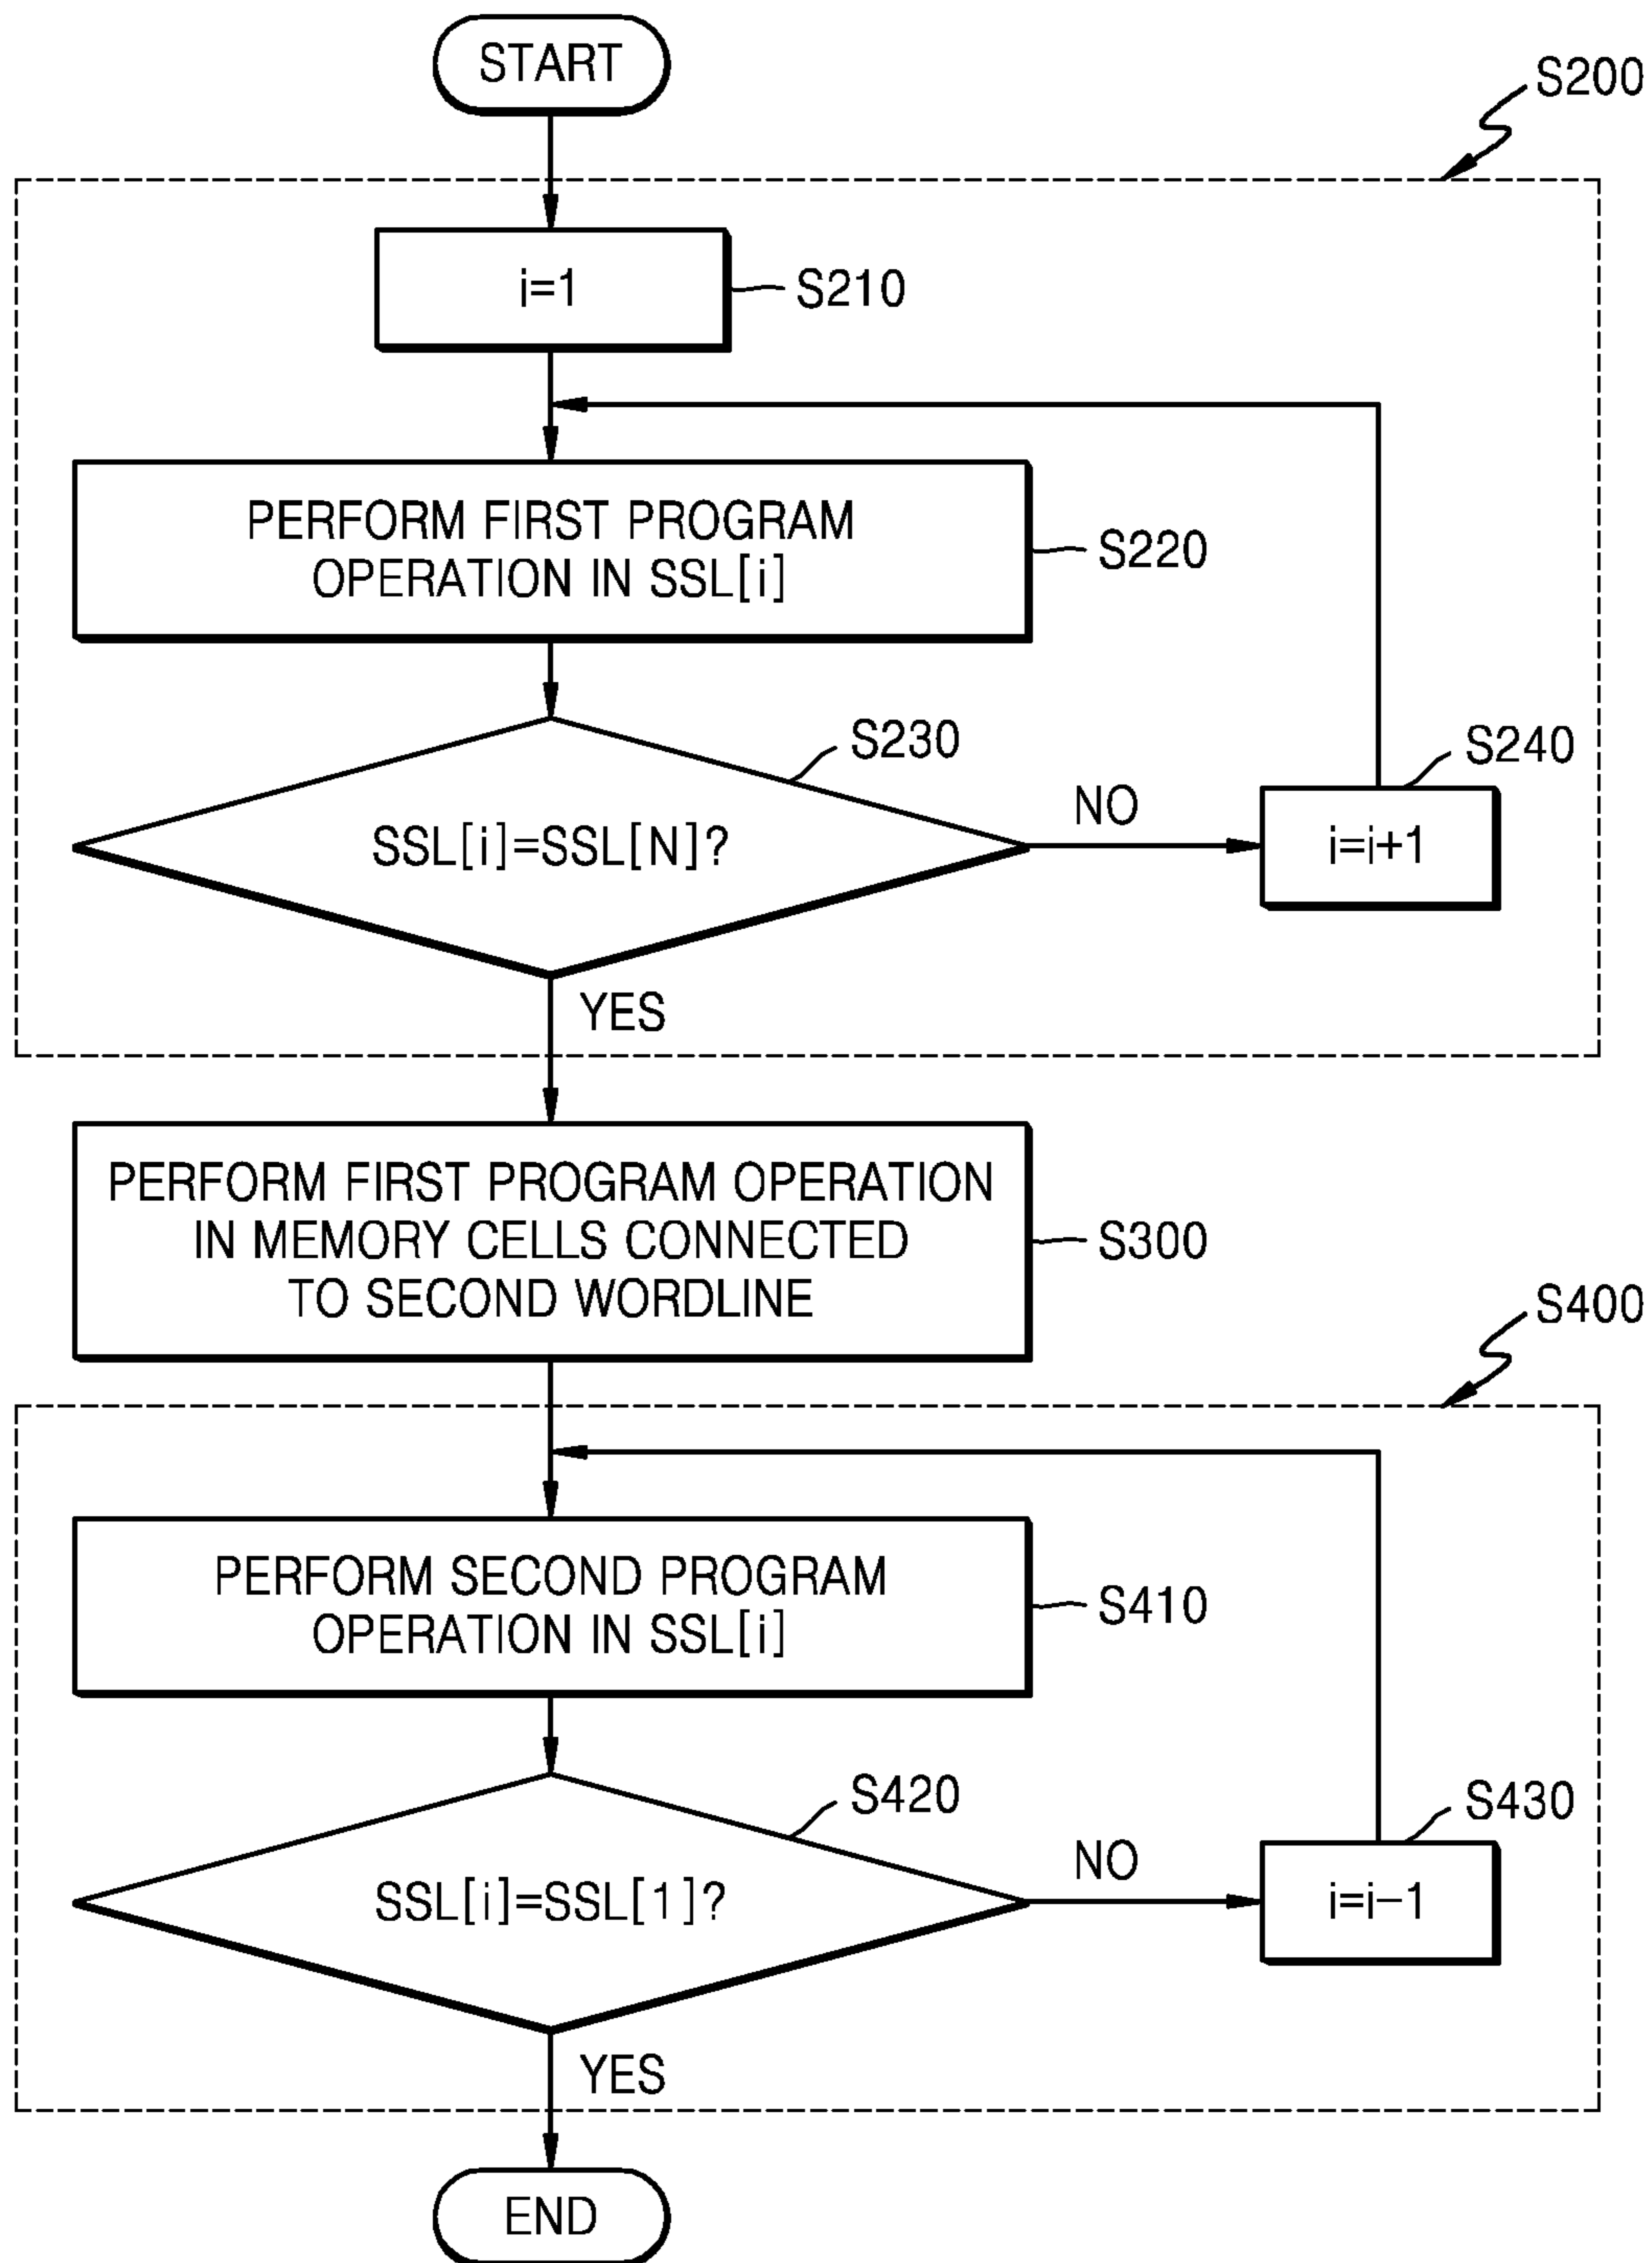 START
S200
i=1
S210
PERFORM FIRST PROGRAM
OPERATION IN SSL[i]
S220
S230
SSL[i]=SSL[N]?
NO
S240
i=i+1
YES
PERFORM FIRST PROGRAM OPERATION
IN MEMORY CELLS CONNECTED
TO SECOND WORDLINE
S300
S400
PERFORM SECOND PROGRAM
OPERATION IN SSL[i]
S410
S420
SSL[i]=SSL[1]?
NO
S430
i=i−1
YES
END